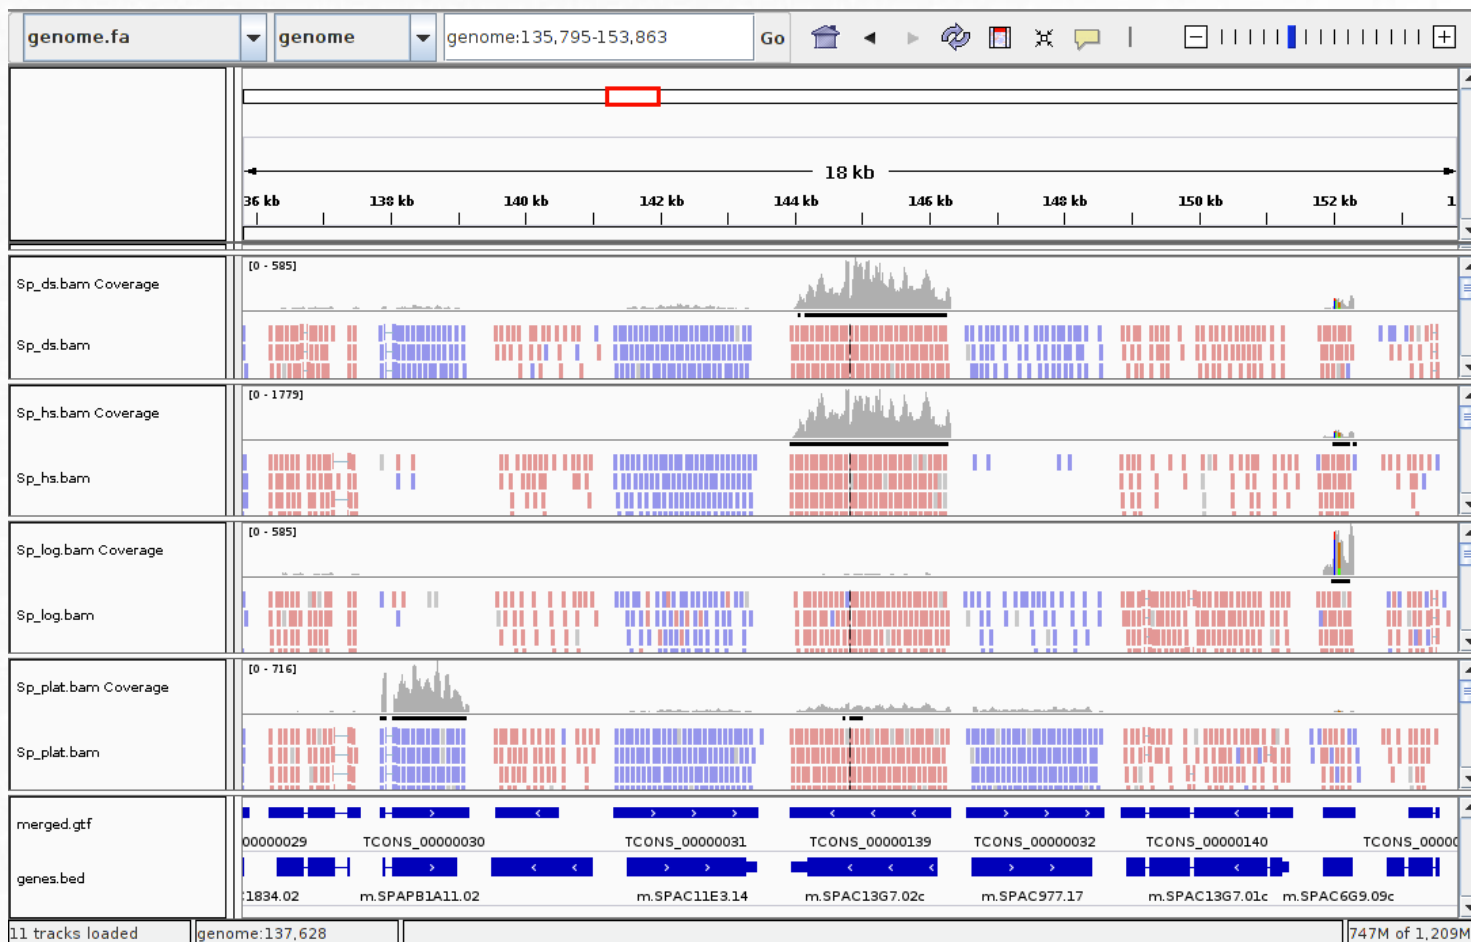 genome.fa genome genome:135,795-153,863 Go
18 kb
36 kb 138 kb 140 kb 142 kb 144 kb 146 kb 148 kb 150 kb 152 kb 1
Sp_ds.bam Coverage [0 - 585]
Sp_ds.bam
Sp_hs.bam Coverage [0 - 1779]
Sp_hs.bam
Sp_log.bam Coverage [0 - 585]
Sp_log.bam
Sp_plat.bam Coverage [0 - 716]
Sp_plat.bam
merged.gtf
00000029 TCONS_00000030 TCONS_00000031 TCONS_00000139 TCONS_00000032 TCONS_00000140 TCONS_0000
genes.bed
1834.02 m.SPAPB1A11.02 m.SPAC11E3.14 m.SPAC13G7.02c m.SPAC977.17 m.SPAC13G7.01c m.SPAC6G9.09c
11 tracks loaded genome:137,628 747M of 1,209M